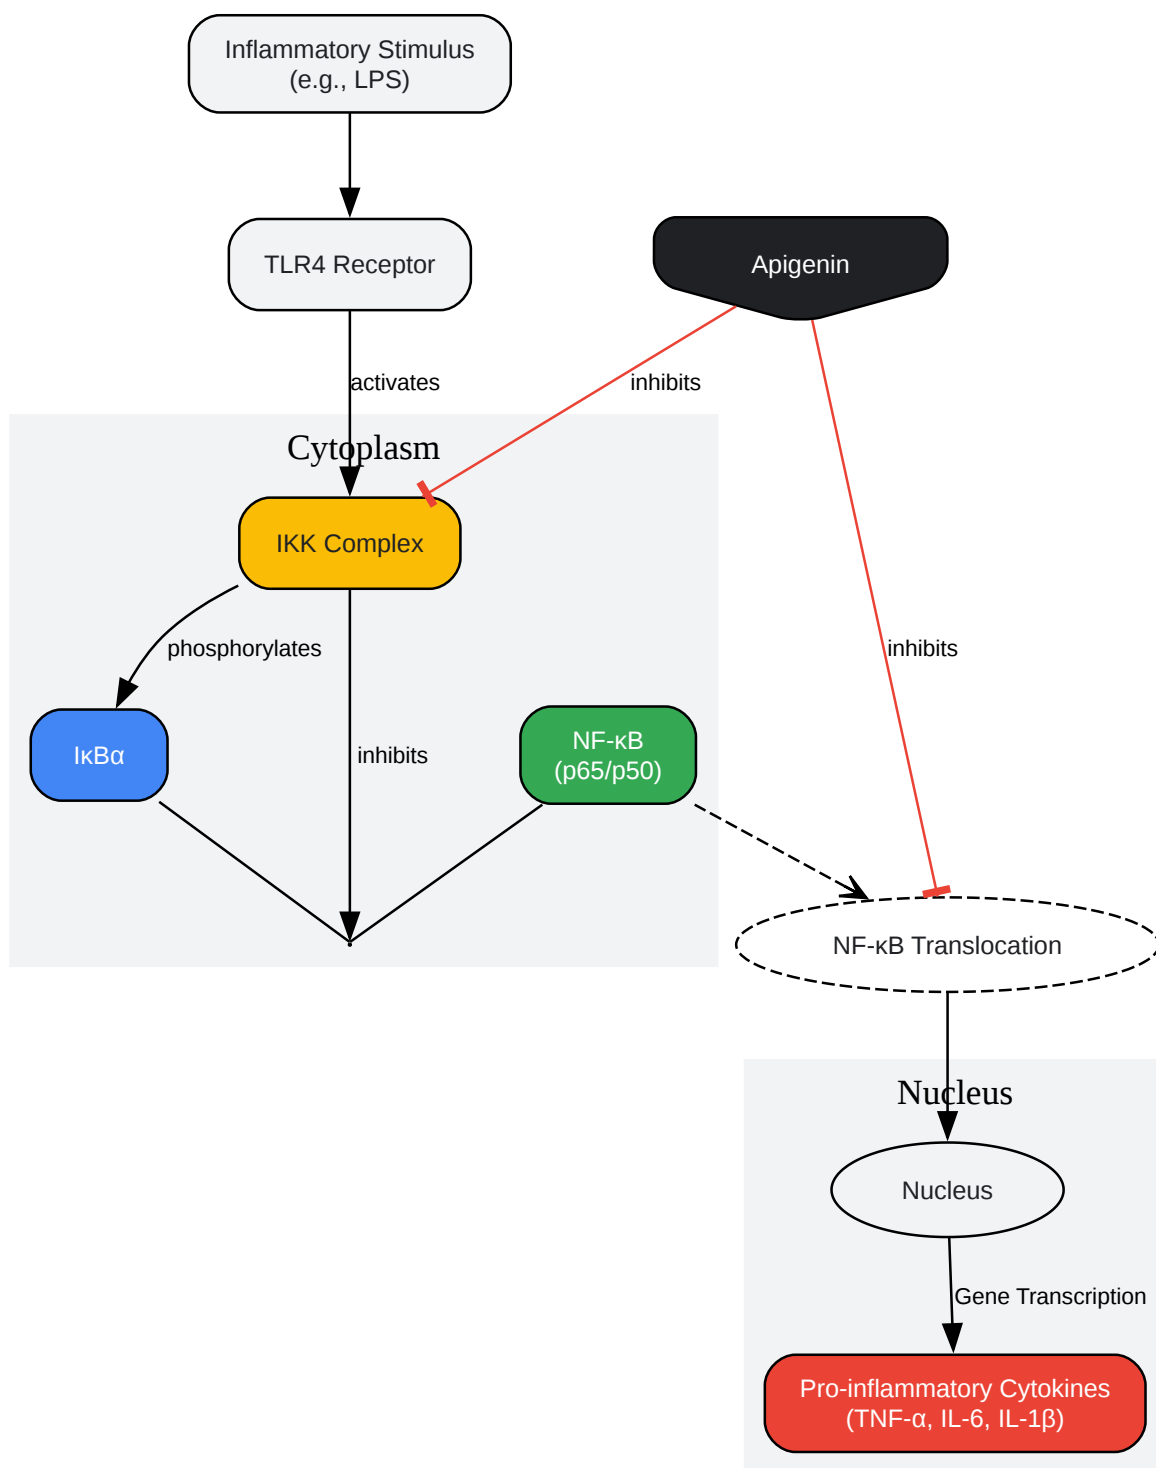 Inflammatory Stimulus
(e.g., LPS)
TLR4 Receptor
Apigenin
activates
inhibits
Cytoplasm
IKK Complex
phosphorylates
inhibits
IκBα
inhibits
NF-κB
(p65/p50)
NF-κB Translocation
Nucleus
Nucleus
Gene Transcription
Pro-inflammatory Cytokines
(TNF-α, IL-6, IL-1β)